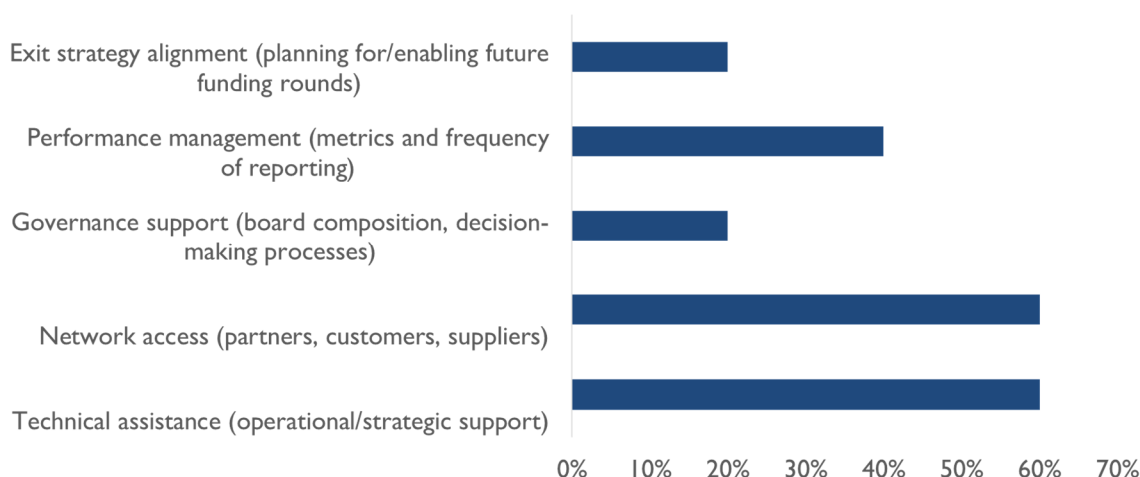 Exit strategy alignment (planning for/enabling future
funding rounds)
Performance management (metrics and frequency
of reporting)
Governance support (board composition, decision-
making processes)
Network access (partners, customers, suppliers)
Technical assistance (operational/strategic support)
0% 10% 20% 30% 40% 50% 60% 70%